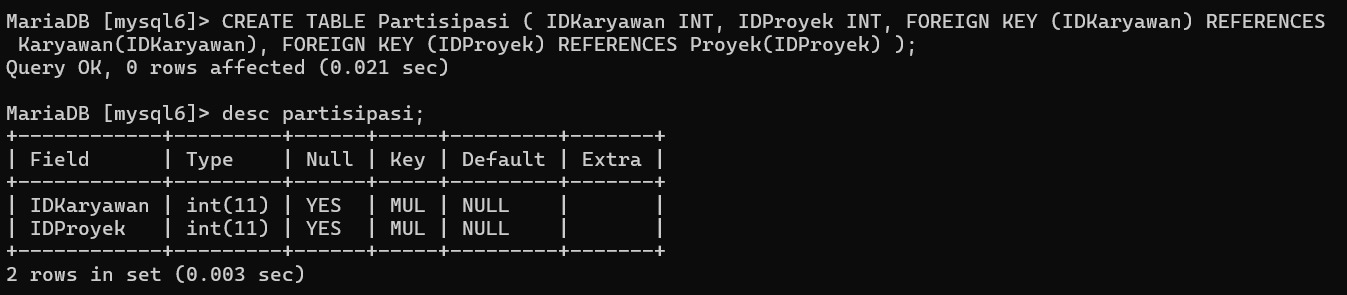 MariaDB [mysql6]> CREATE TABLE Partisipasi ( IDKaryawan INT, IDProyek INT, FOREIGN KEY (IDKaryawan) REFERENCES
 Karyawan(IDKaryawan), FOREIGN KEY (IDProyek) REFERENCES Proyek(IDProyek) );
Query OK, 0 rows affected (0.021 sec)

MariaDB [mysql6]> desc partisipasi;
+------------+---------+------+-----+---------+-------+
| Field      | Type    | Null | Key | Default | Extra |
+------------+---------+------+-----+---------+-------+
| IDKaryawan | int(11) | YES  | MUL | NULL    |       |
| IDProyek   | int(11) | YES  | MUL | NULL    |       |
+------------+---------+------+-----+---------+-------+
2 rows in set (0.003 sec)